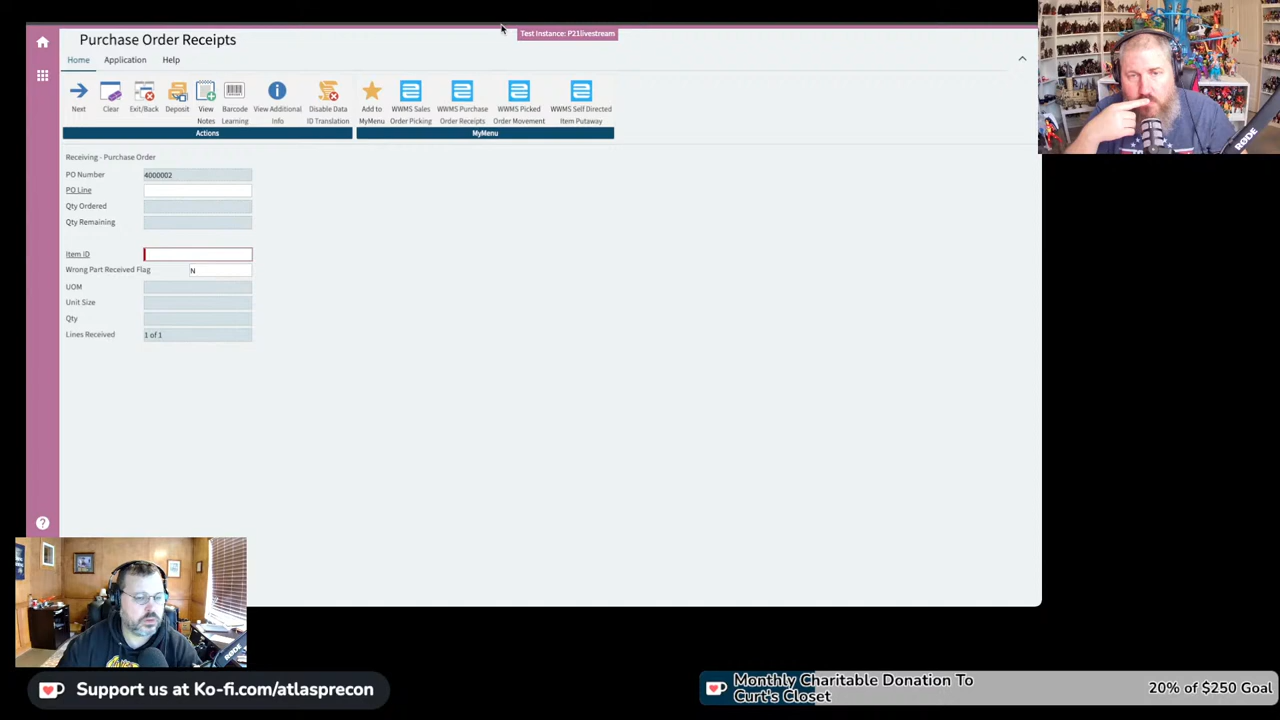 Test Instance: P21livestream
Purchase Order Receipts
Home Application Help
Next
Clear
Exit/Back
Deposit
View Notes
Barcode Learning
View Additional Info
Disable Data ID Translation
Add to MyMenu
WWMS Sales Order Picking
WWMS Purchase Order Receipts
WWMS Picked Order Movement
WWMS Self Directed Item Putaway
Actions
MyMenu
Receiving - Purchase Order
PO Number 4000002
PO Line
Qty Ordered
Qty Remaining
Item ID
Wrong Part Received Flag N
UOM
Unit Size
Qty
Lines Received 1 of 1
RØDE
RØDE
Support us at Ko-fi.com/atlasprecon
Monthly Charitable Donation To
Curt's Closet
20% of $250 Goal